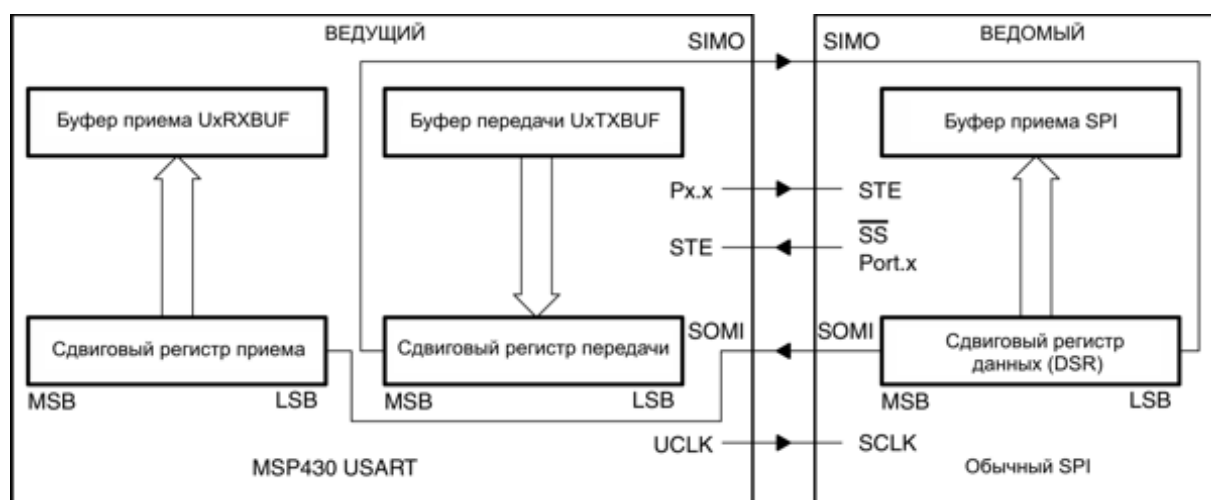 ВЕДУЩИЙ
SIMO
SIMO
ВЕДОМЫЙ
Буфер приема UxRXBUF
Буфер передачи UxTXBUF
Буфер приема SPI
Px.x
STE
STE
SS
Port.x
Сдвиговый регистр приема
Сдвиговый регистр передачи
SOMI
SOMI
Сдвиговый регистр
данных (DSR)
MSB
LSB
MSB
LSB
MSB
LSB
UCLK
SCLK
MSP430 USART
Обычный SPI